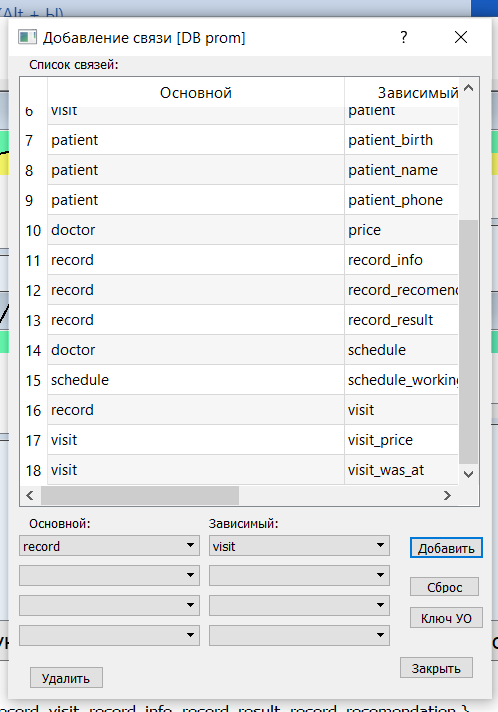 (Alt + Ы)
Добавление связи [DB prom] ?
Список связей:
Основной Зависимый
6 visit patient
7 patient patient_birth
8 patient patient_name
9 patient patient_phone
10 doctor price
11 record record_info
12 record record_recomen
13 record record_result
14 doctor schedule
15 schedule schedule_working
16 record visit
17 visit visit_price
18 visit visit_was_at
Основной: Зависимый:
record visit Добавить
Сброс
Ключ УО
Закрыть
Удалить
ecord, visit, record_info, record_result, record_recomendation }